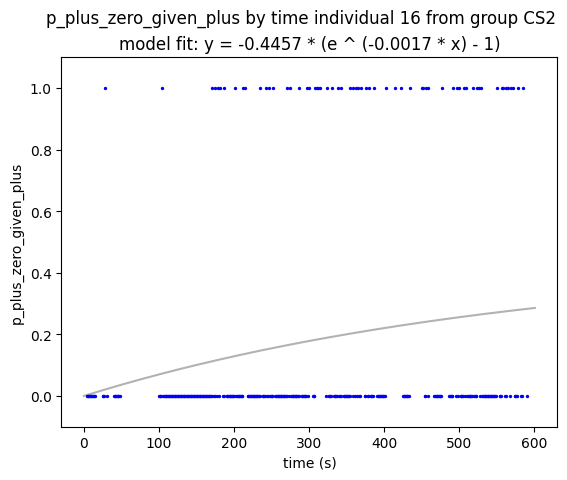 p_plus_zero_given_plus by time individual 16 from group CS2
model fit: y = -0.4457 * (e ^ (-0.0017 * x) - 1)
p_plus_zero_given_plus
1.0
0.8
0.6
0.4
0.2
0.0
0 100 200 300 400 500 600
time (s)